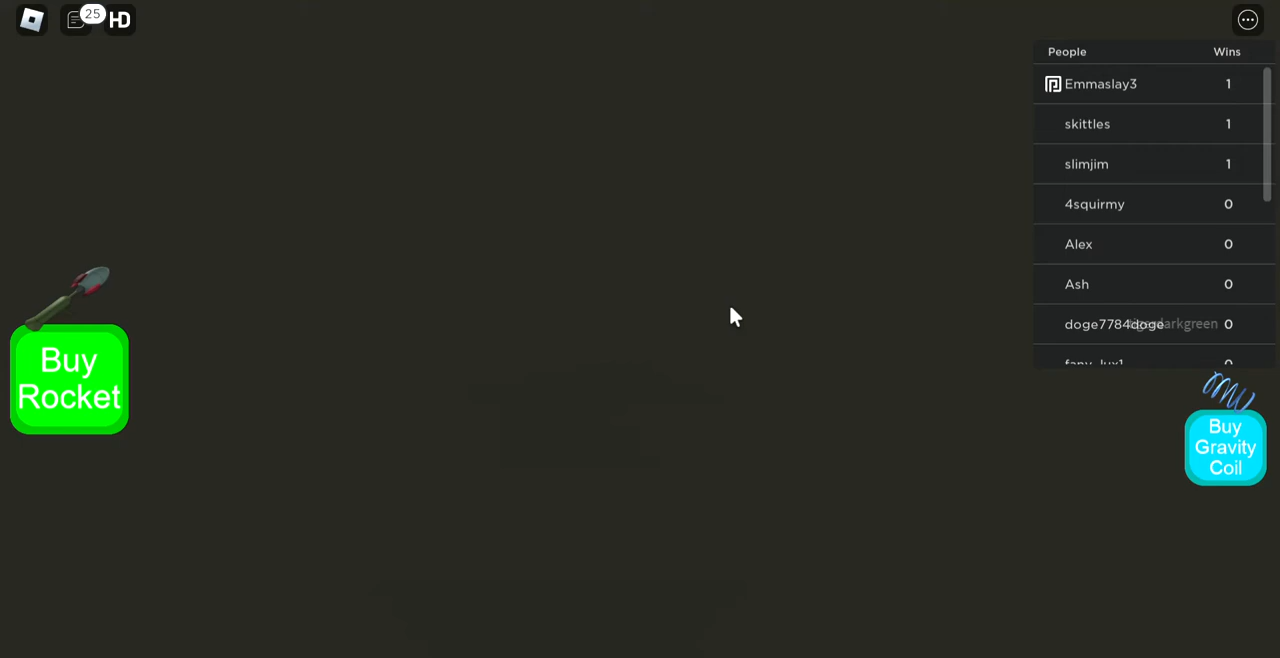 25
HD
People Wins
Emmaslay3 1
skittles 1
slimjim 1
4squirmy 0
Alex 0
Ash 0
doge7784doge 0
Buy
Rocket
Buy
Gravity
Coil